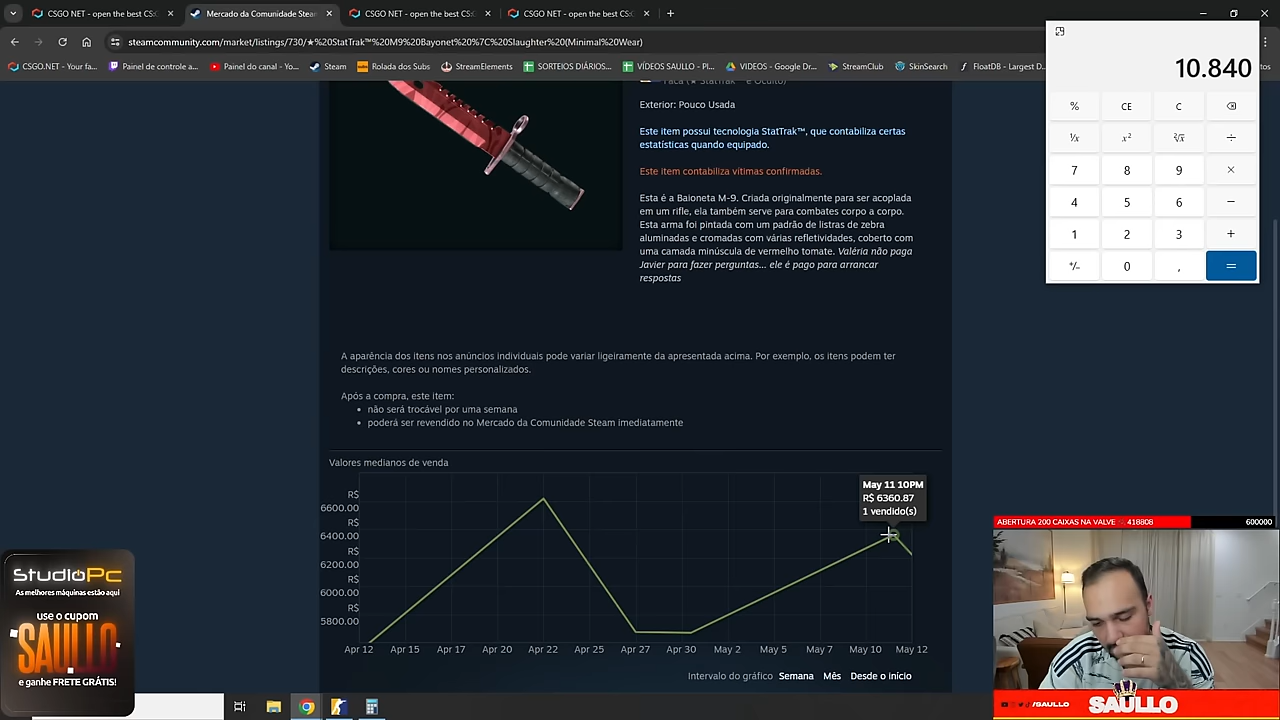 CSGO NET - open the best CS:
Mercado da Comunidade Steam
CSGO NET - open the best CS:
CSGO NET - open the best CS:
steamcommunity.com/market/listings/730/★%20StatTrak™%20M9%20Bayonet%20%7C%20Slaughter%20(Minimal%20Wear)
CSGO.NET - Your fa...
Painel de controle a...
Painel do canal - Yo...
Steam
Rolada dos Subs
StreamElements
SORTEIOS DIÁRIOS...
VÍDEOS SAULLO - Pl...
VIDEOS - Google Dr...
StreamClub
SkinSearch
FloatDB - Largest D...
Faca (★ StatTrak™ e Oculto)
Exterior: Pouco Usada
Este item possui tecnologia StatTrak™, que contabiliza certas
estatísticas quando equipado.
Este item contabiliza vítimas confirmadas.
Esta é a Baioneta M-9. Criada originalmente para ser acoplada
em um rifle, ela também serve para combates corpo a corpo.
Esta arma foi pintada com um padrão de listras de zebra
aluminadas e cromadas com várias refletividades, coberto com
uma camada minúscula de vermelho tomate. Valéria não paga
Javier para fazer perguntas... ele é pago para arrancar
respostas
A aparência dos itens nos anúncios individuais pode variar ligeiramente da apresentada acima. Por exemplo, os itens podem ter
descrições, cores ou nomes personalizados.
Após a compra, este item:
• não será trocável por uma semana
• poderá ser revendido no Mercado da Comunidade Steam imediatamente
Valores medianos de venda
R$
6600.00
R$
6400.00
R$
6200.00
R$
6000.00
R$
5800.00
May 11 10PM
R$ 6360.87
1 vendido(s)
Apr 12 Apr 15 Apr 17 Apr 20 Apr 22 Apr 25 Apr 27 Apr 30 May 2 May 5 May 7 May 10 May 12
Intervalo do gráfico Semana Mês Desde o início
10.840
% CE C ⌫
¹/x x² ²√x ÷
7 8 9 ×
4 5 6 −
1 2 3 +
+/− 0 , =
StudioPc
As melhores máquinas estão aqui
use o cupom
SAULLO
e ganhe FRETE GRÁTIS!
ABERTURA 200 CAIXAS NA VALVE
418808
600000
/SAULLO
SAULLO